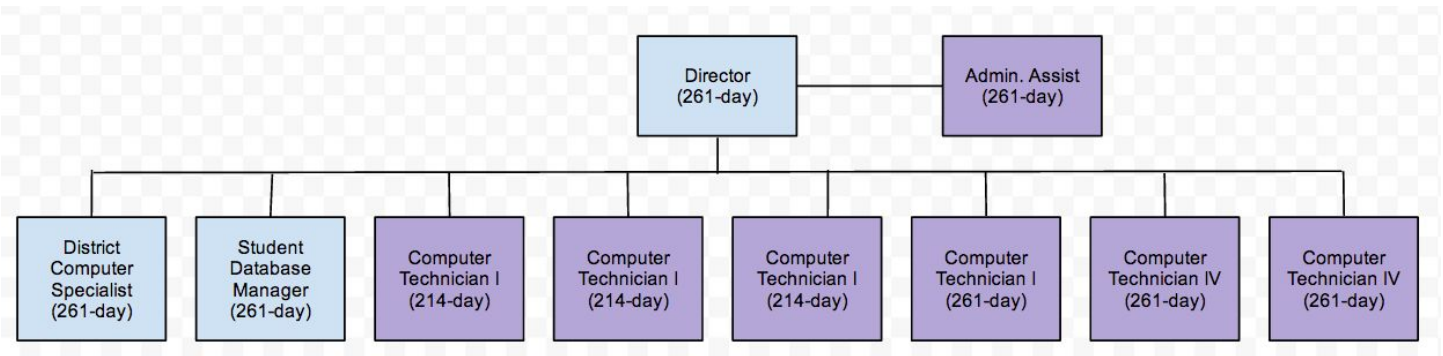 Director
(261-day)
Admin. Assist
(261-day)
District
Computer
Specialist
(261-day)
Student
Database
Manager
(261-day)
Computer
Technician I
(214-day)
Computer
Technician I
(214-day)
Computer
Technician I
(214-day)
Computer
Technician I
(261-day)
Computer
Technician IV
(261-day)
Computer
Technician IV
(261-day)